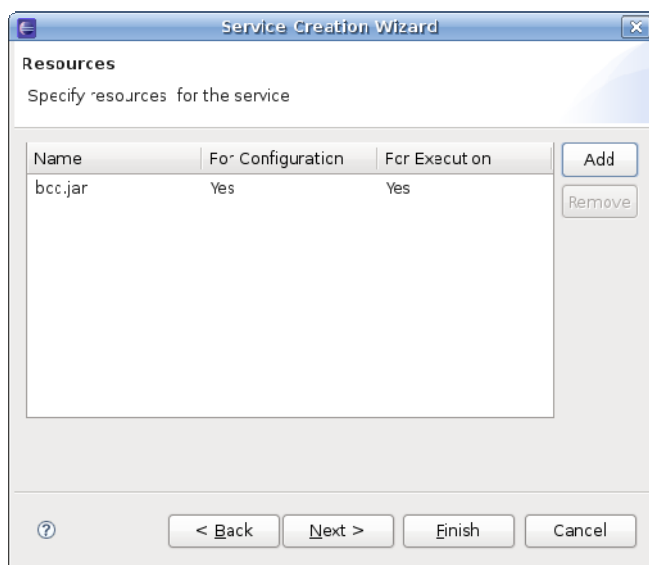 Service Creation Wizard
Resources
Specify resources for the service
Name For Configuration For Execution
bcc.jar Yes Yes
Add
Remove
< Back Next > Finish Cancel